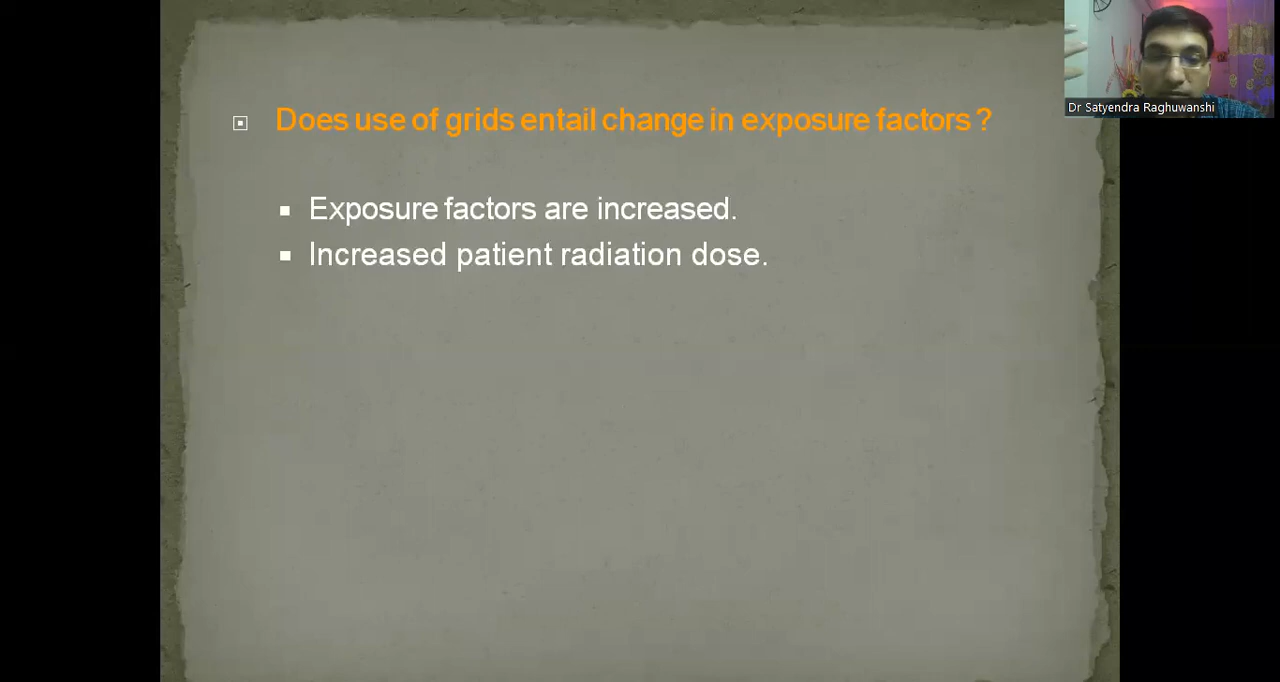 Does use of grids entail change in exposure factors ?
Exposure factors are increased.
Increased patient radiation dose.
Dr Satyendra Raghuwanshi